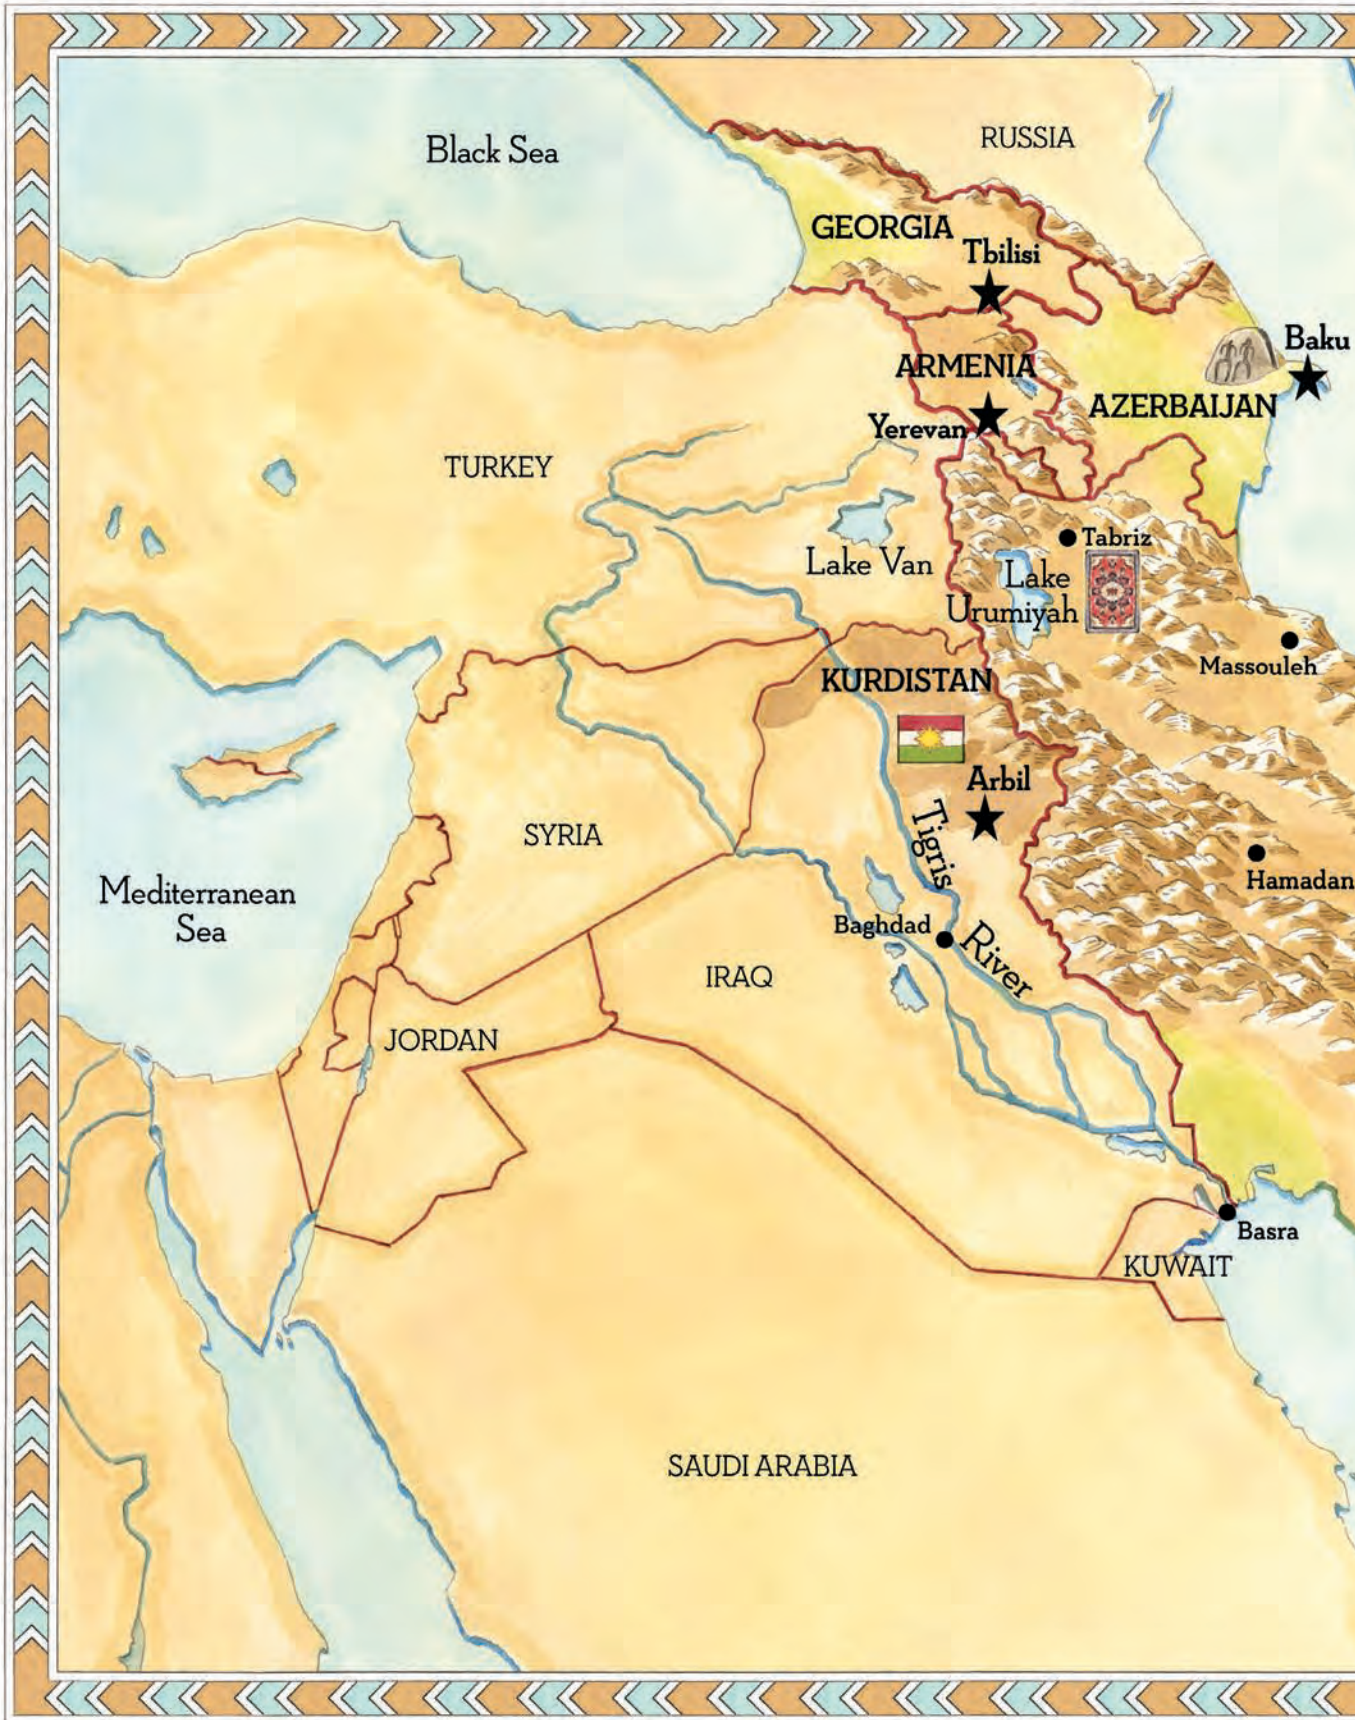 Black Sea
RUSSIA
GEORGIA
Tbilisi
Baku
ARMENIA
AZERBAIJAN
Yerevan
TURKEY
Tabriz
Lake Van
Lake
Urumiyah
Massouleh
KURDISTAN
Arbil
SYRIA
Tigris
River
Hamadan
Mediterranean
Sea
Baghdad
IRAQ
JORDAN
Basra
KUWAIT
SAUDI ARABIA